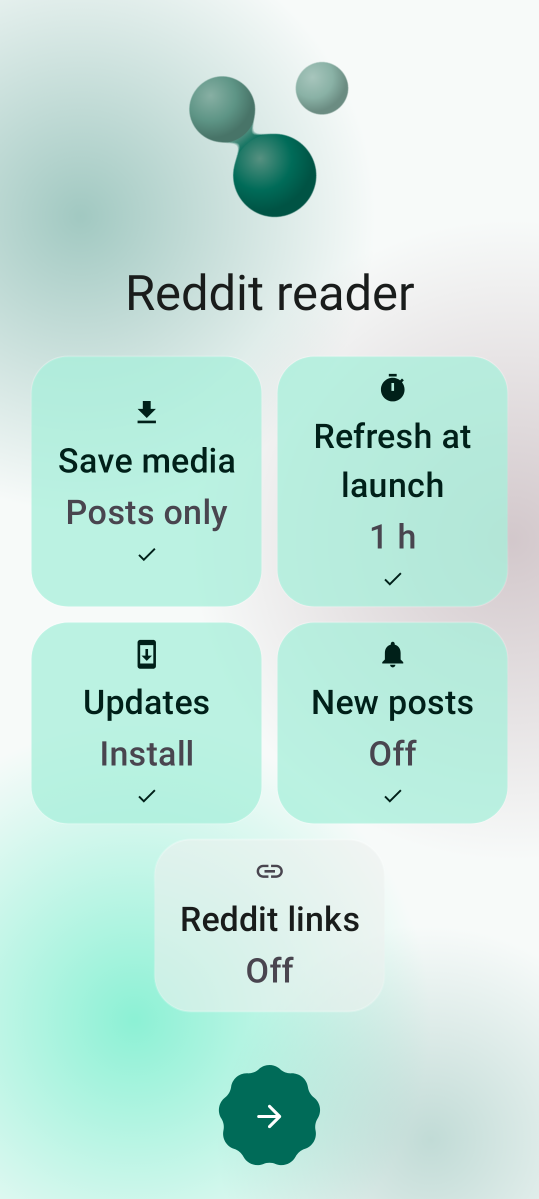 Reddit reader
Save media
Posts only
Refresh at
launch
1 h
Updates
Install
New posts
Off
Reddit links
Off